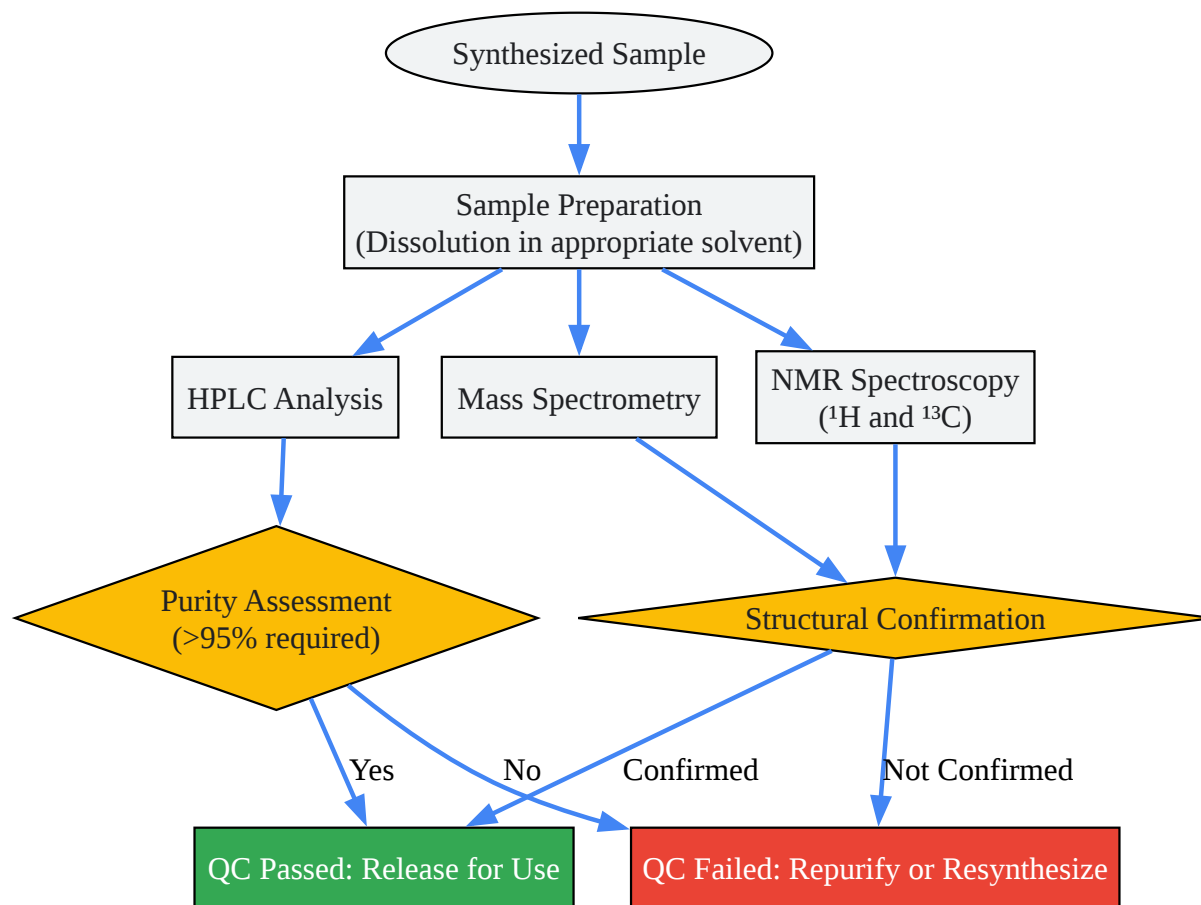 Synthesized Sample
Sample Preparation
(Dissolution in appropriate solvent)
HPLC Analysis
Mass Spectrometry
NMR Spectroscopy
(¹H and ¹³C)
Purity Assessment
(>95% required)
Structural Confirmation
Yes
No
Confirmed
Not Confirmed
QC Passed: Release for Use
QC Failed: Repurify or Resynthesize